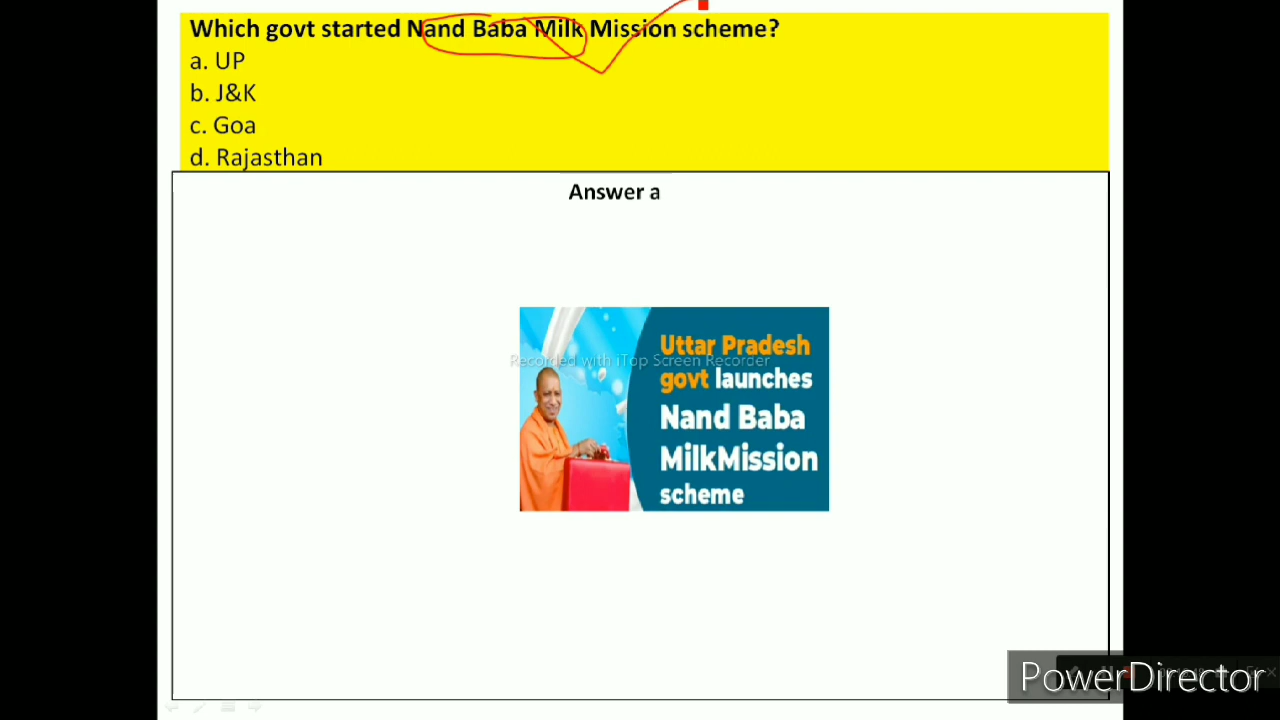 Which govt started Nand Baba Milk Mission scheme?
a. UP
b. J&K
c. Goa
d. Rajasthan
Answer a
Uttar Pradesh
govt launches
Nand Baba
MilkMission
scheme
Recorded with iTop Screen Recorder
PowerDirector